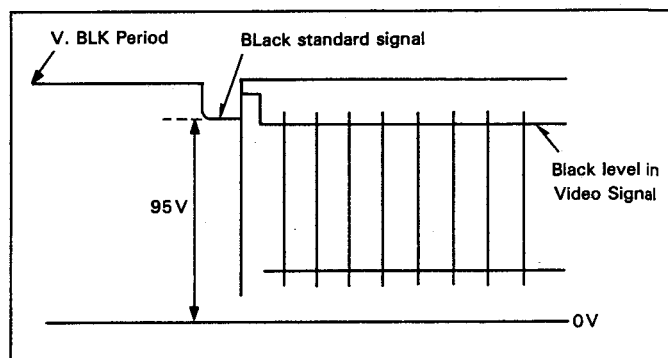 V. BLK Period
BLack standard signal
95V
Black level in
Video Signal
0V